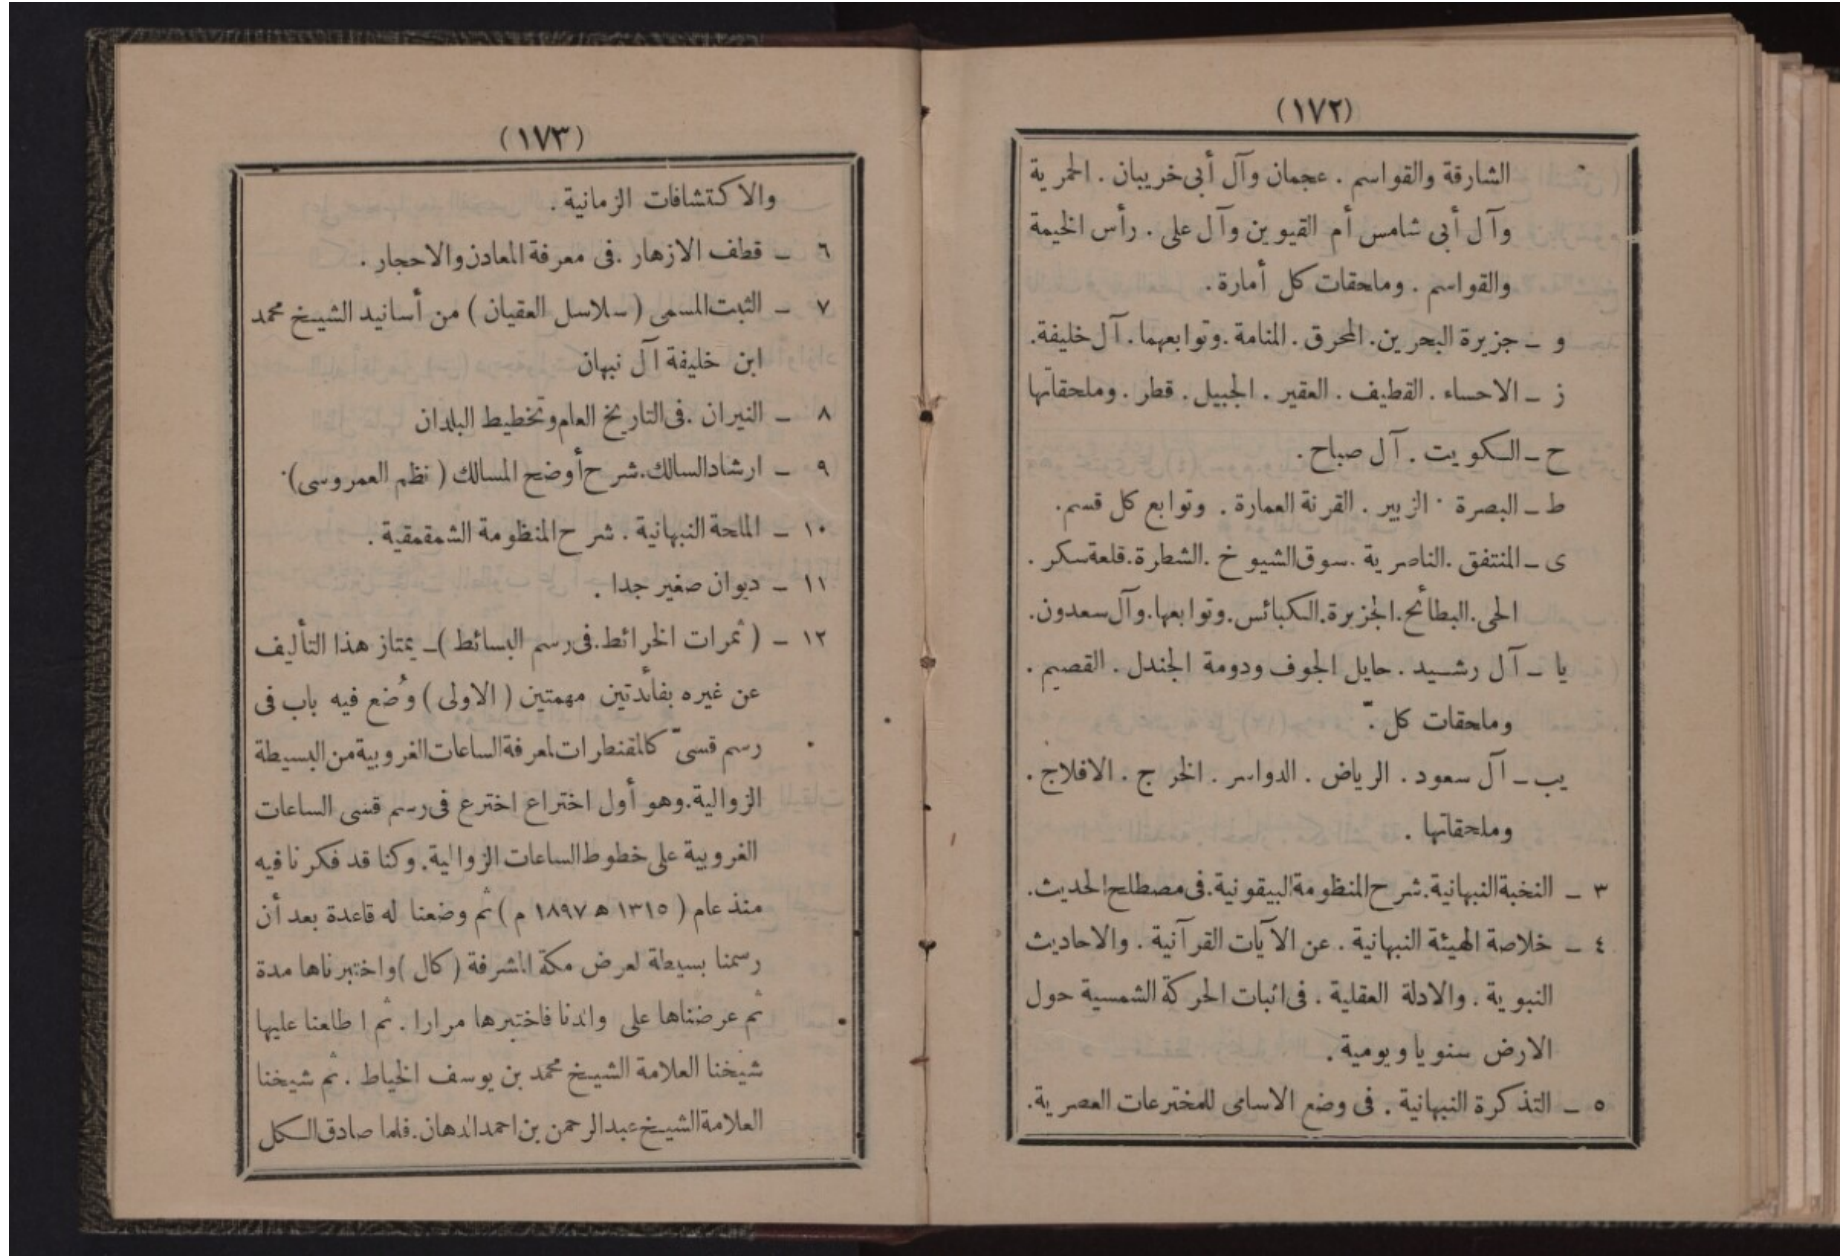 (١٧٢)
الشارقة والقواسم . عجمان وآل أبى خريبان . الحمرية
وآل أبى شامس أم القيوين وآل على . رأس الخيمة
والقواسم . وملحقات كل أمارة .
و ـ جزيرة البحرين . المحرق . المنامة . وتوابعهما . آل خليفة .
ز ـ الاحساء . القطيف . العقير . الجبيل . قطر . وملحقاتها
ح ـ الكويت . آل صباح .
ط ـ البصرة . الزبير . القرنة العمارة . وتوابع كل قسم .
ى ـ المنتفق . الناصرية . سوق الشيوخ . الشطرة . قلعة سكر .
الحى . البطائح . الجزيرة . الكبائس . وتوابعها . وآل سعدون .
يا ـ آل رشيد . حايل الجوف ودومة الجندل . القصيم .
وملحقات كلّ .
يب ـ آل سعود . الرياض . الدواسر . الخرج . الافلاج .
وملحقاتها .
٣ ـ النخبة النبهانية . شرح المنظومة البيقونية . فى مصطلح الحديث .
٤ ـ خلاصة الهيئة النبهانية . عن الآيات القرآنية . والاحاديث
النبوية . والادلة العقلية . فى اثبات الحركة الشمسية حول
الارض سنويا ويومية .
٥ ـ التذكرة النبهانية . فى وضع الاسامى للمخترعات العصرية .
(١٧٣)
والاكتشافات الزمانية .
٦ ـ قطف الازهار . فى معرفة المعادن والاحجار .
٧ ـ الثبت المسمى ( سلاسل العقيان ) من أسانيد الشيخ محمد
ابن خليفة آل نبهان
٨ ـ النيران . فى التاريخ العام وتخطيط البلدان
٩ ـ ارشاد السالك . شرح أوضح المسالك ( نظم العمروسى ) .
١٠ ـ الملحة النبهانية . شرح المنظومة الشمقمقية .
١١ ـ ديوان صغير جدا .
١٢ ـ ( ثمرات الخرائط . فى رسم البسائط ) ـ يمتاز هذا التأليف
عن غيره بفائدتين مهمتين ( الاولى ) وُضع فيه باب فى
رسم قسىّ كالمقنطرات لمعرفة الساعات الغروبية من البسيطة
الزوالية . وهو أول اختراع اخترع فى رسم قسى الساعات
الغروبية على خطوط الساعات الزوالية . وكنا قد فكرنا فيه
منذ عام ( ١٣١٥ ه ١٨٩٧ م ) ثم وضعنا له قاعدة بعد أن
رسمنا بسيطة لعرض مكة المشرفة ( كال ) واختبرناها مدة
ثم عرضناها على والدنا فاختبرها مرارا . ثم اطلعنا عليها
شيخنا العلامة الشيخ محمد بن يوسف الخياط . ثم شيخنا
العلامة الشيخ عبد الرحمن بن احمد الدهان . فلما صادق الكل